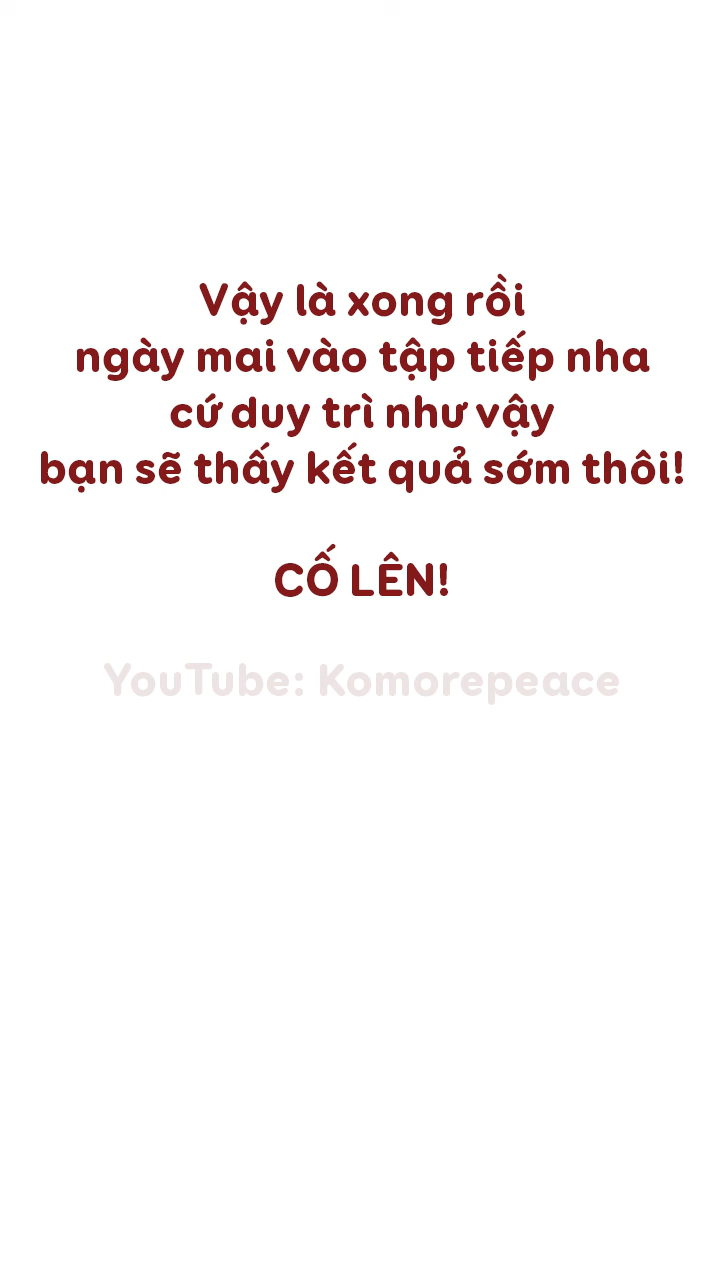 Vậy là xong rồi
ngày mai vào tập tiếp nha
cứ duy trì như vậy
bạn sẽ thấy kết quả sớm thôi!
CỐ LÊN!
YouTube: Komorepeace